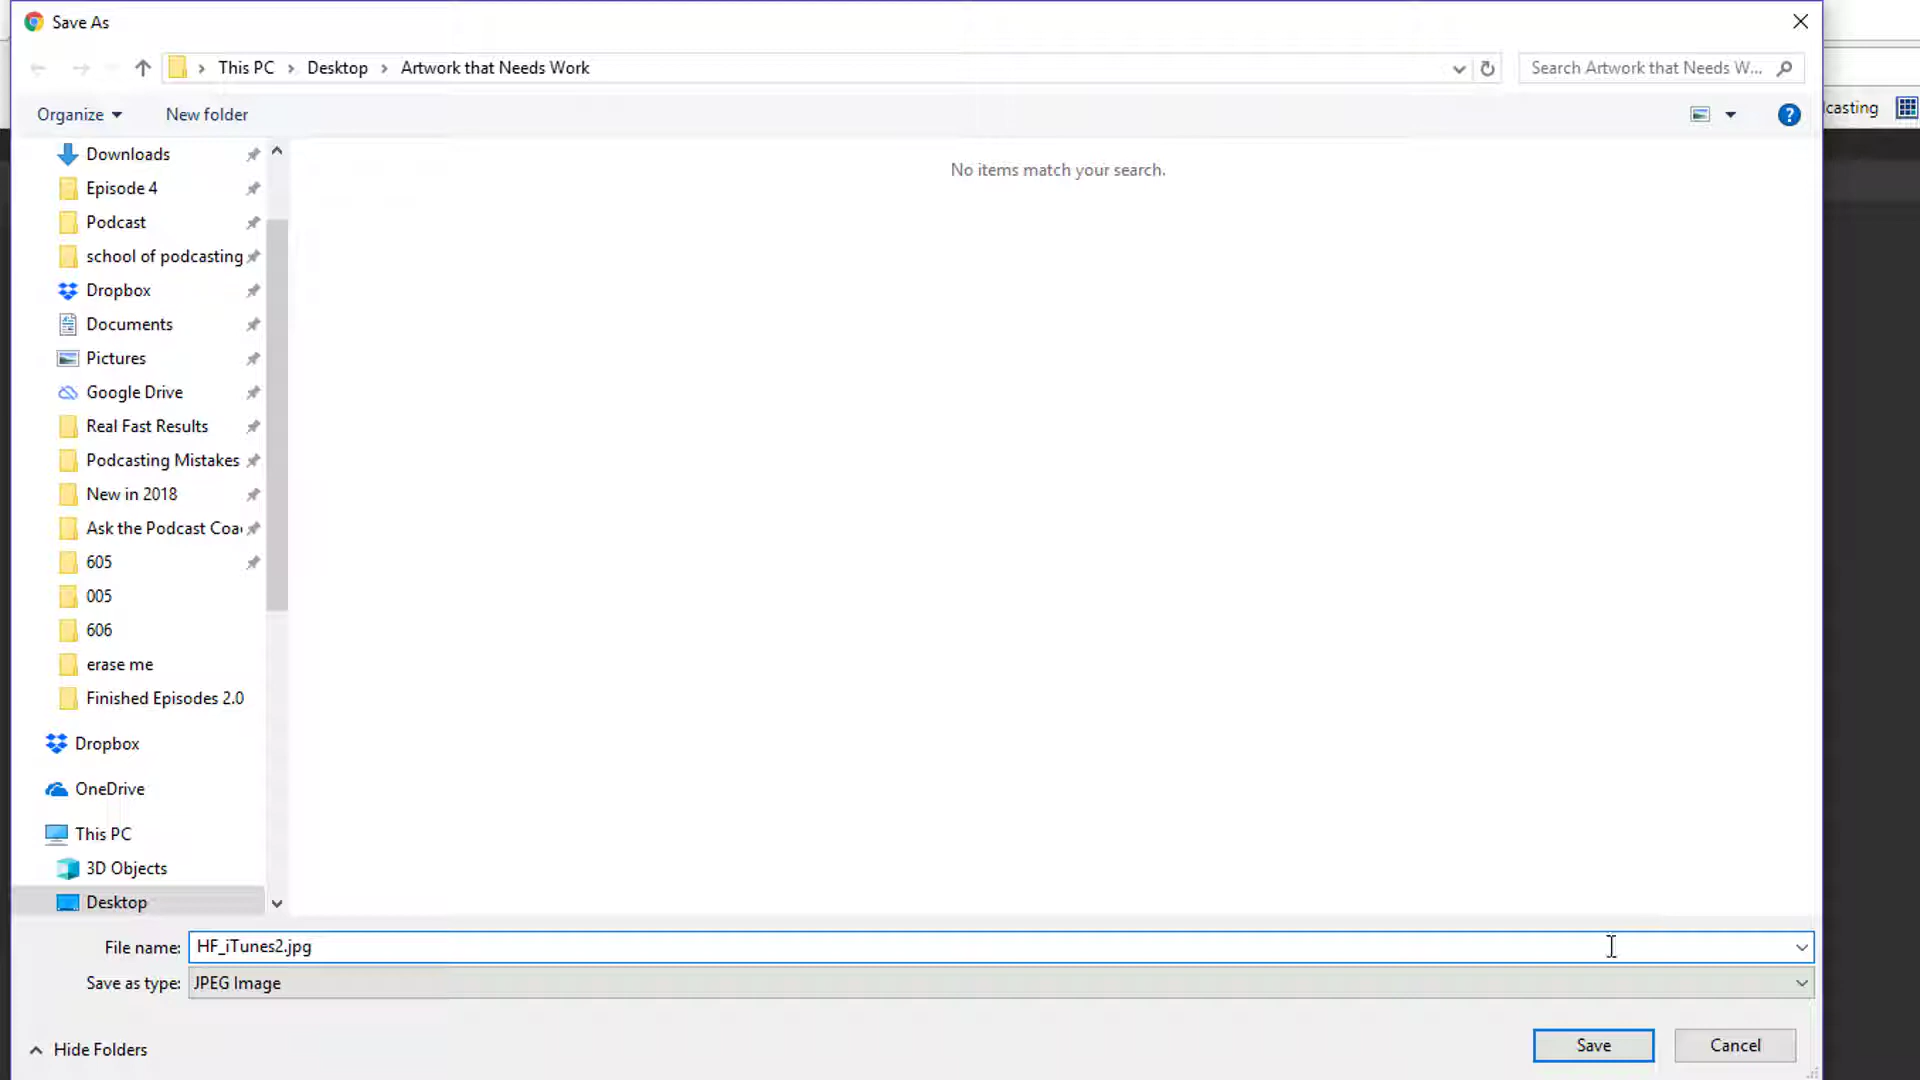 Save As
This PC
Desktop
Artwork that Needs Work
Search Artwork that Needs W...
Organize
New folder
?
casting
Downloads
Episode 4
Podcast
school of podcasting
Dropbox
Documents
Pictures
Google Drive
Real Fast Results
Podcasting Mistakes
New in 2018
Ask the Podcast Coa
605
005
606
erase me
Finished Episodes 2.0
Dropbox
OneDrive
This PC
3D Objects
Desktop
No items match your search.
File name: HF_iTunes2.jpg
Save as type: JPEG Image
Hide Folders
Save
Cancel